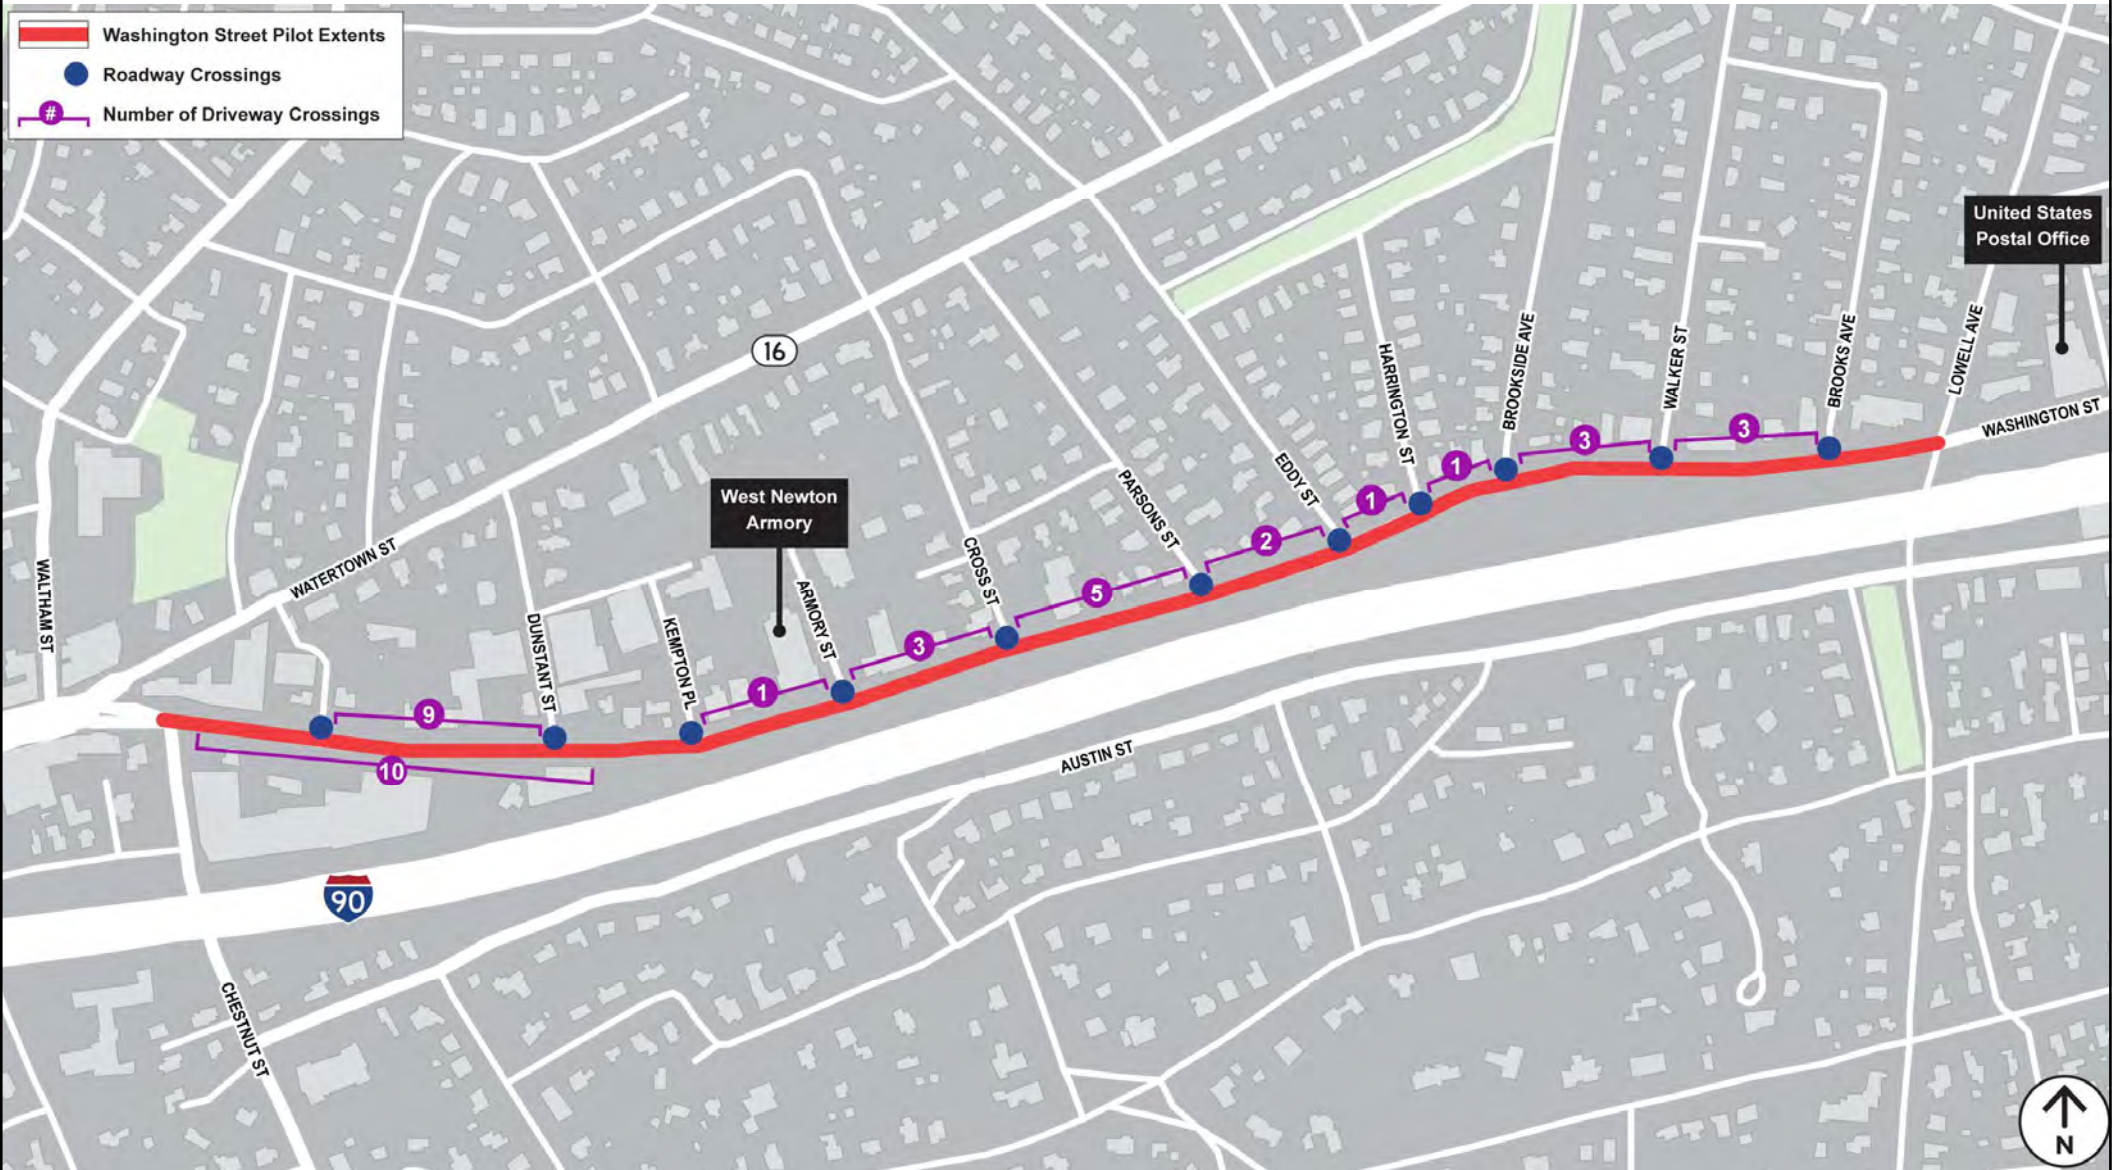 Washington Street Pilot Extents
Roadway Crossings
#
Number of Driveway Crossings
United States
Postal Office
16
HARRINGTON ST
BROOKSIDE AVE
WALKER ST
BROOKS AVE
LOWELL AVE
WASHINGTON ST
3
3
1
1
EDDY ST
PARSONS ST
2
West Newton
Armory
CROSS ST
5
WATERTOWN ST
WALTHAM ST
DUNSTANT ST
KEMPTON PL
ARMORY ST
3
1
9
10
AUSTIN ST
90
CHESTNUT ST
N